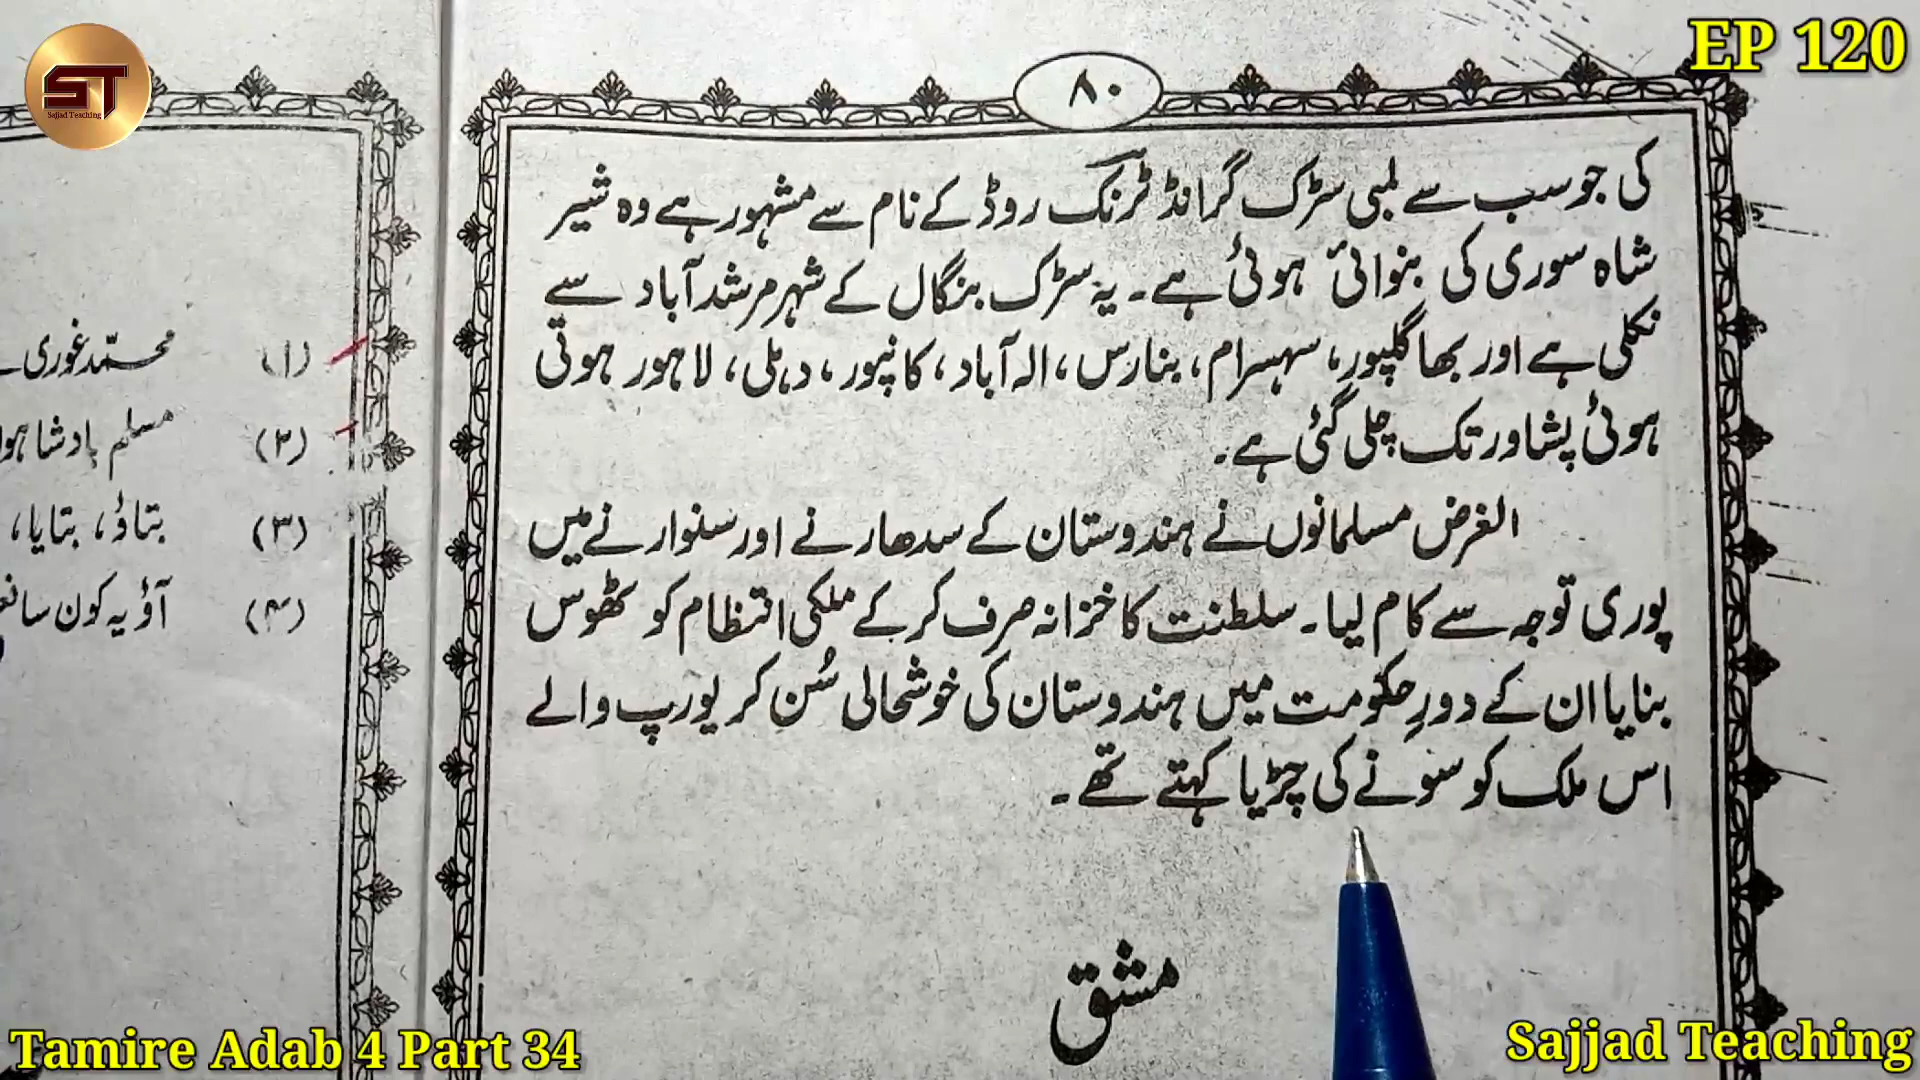 ST
Sajjad Teaching
EP 120
۸۰
کی جو سب سے لمبی سڑک گرانڈ ٹرنک روڈ کے نام سے مشہور ہے وہ شیر
شاہ سوری کی بنوائی ہوئی ہے۔ یہ سڑک بنگال کے شہر مرشد آباد سے
نکلی ہے اور بھاگلپور، سہسرام، بنارس، الہ آباد، کانپور، دہلی، لاہور ہوتی
ہوئی پشاور تک چلی گئی ہے۔
الغرض مسلمانوں نے ہندوستان کے سدھارنے اور سنوارنے میں
پوری توجہ سے کام لیا۔ سلطنت کا خزانہ صرف کر کے ملکی انتظام کو ٹھوس
بنایا ان کے دورِ حکومت میں ہندوستان کی خوشحالی سُن کر یورپ والے
اس ملک کو سونے کی چڑیا کہتے تھے۔
مشق
(۱) محمّد غوری
(۲) مسلم بادشاہو
(۳) بتاؤ، بتایا،
(۴) آؤ یہ کون سا
Tamire Adab 4 Part 34
Sajjad Teaching